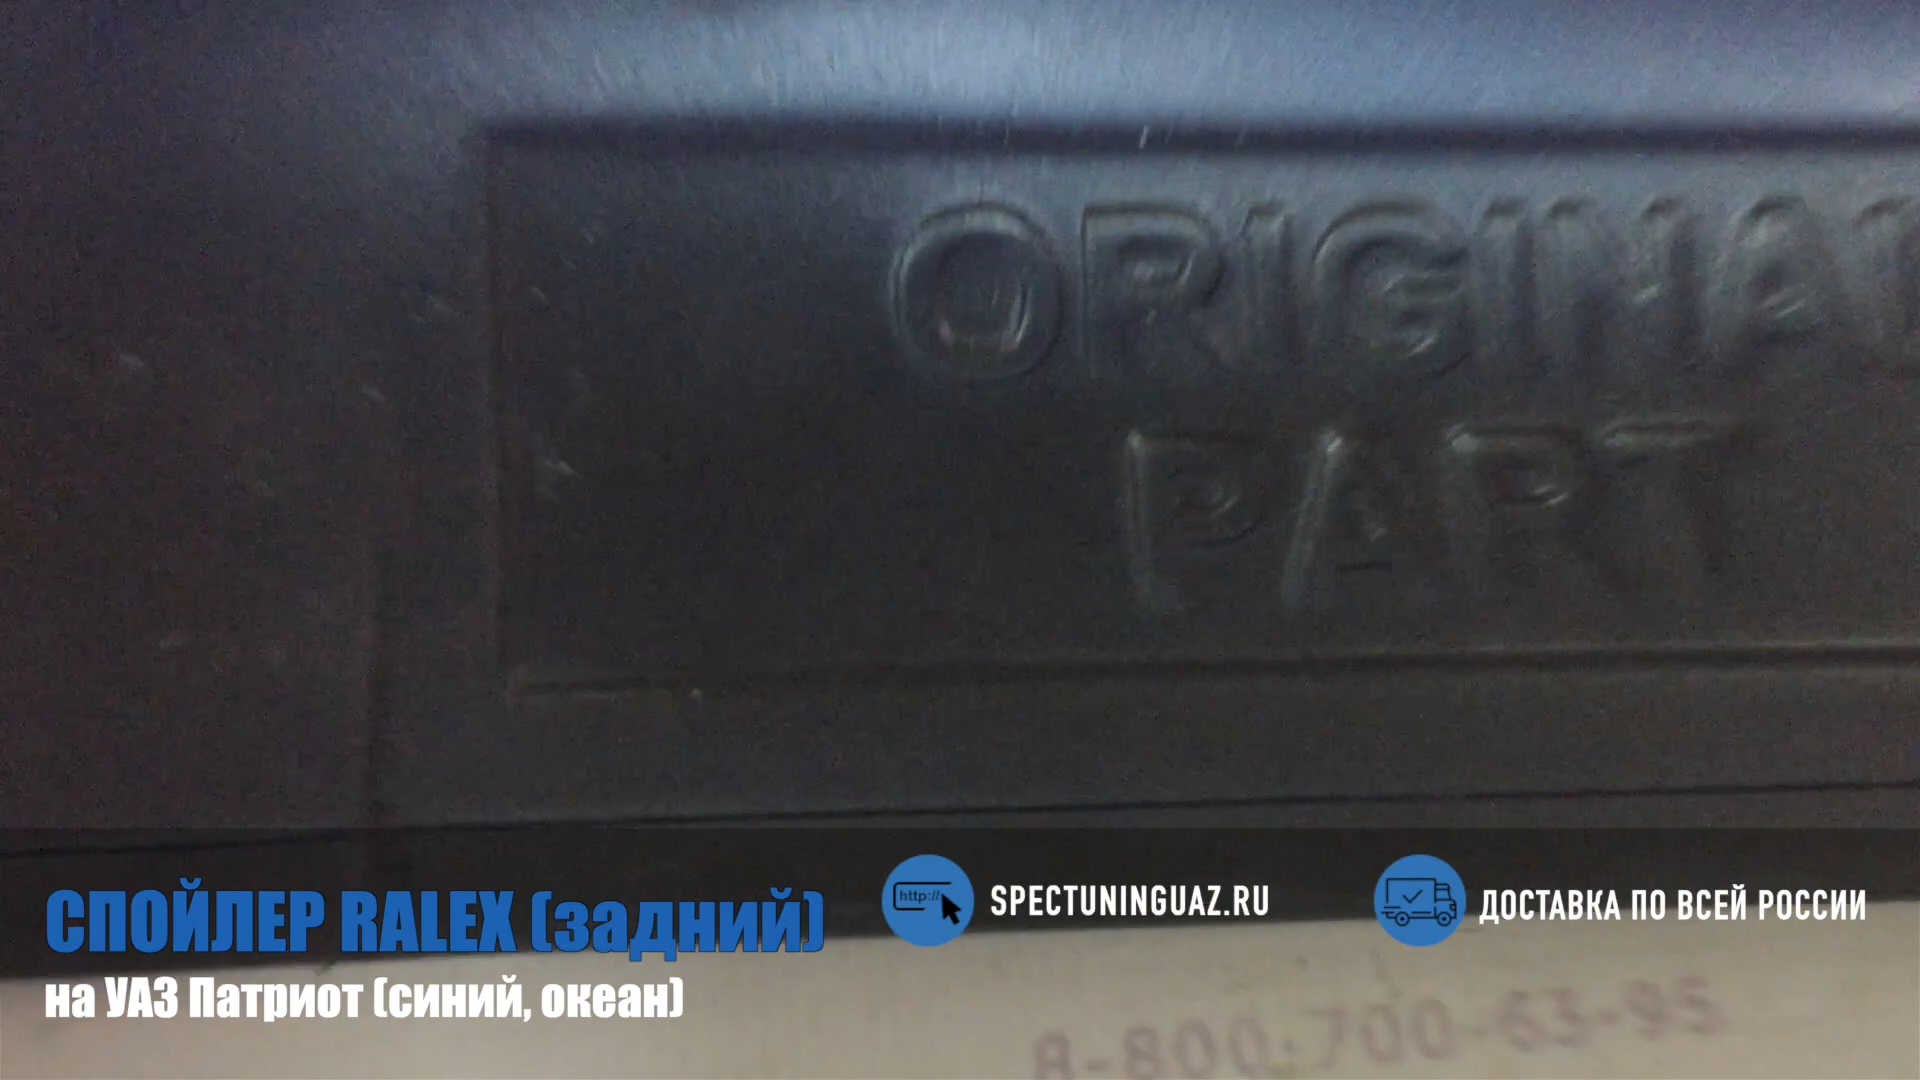 ORIGINAL
PART
СПОЙЛЕР RALEX (задний)
на УАЗ Патриот (синий, океан)
http://
SPECTUNINGUAZ.RU
ДОСТАВКА ПО ВСЕЙ РОССИИ
8-800-700-63-95